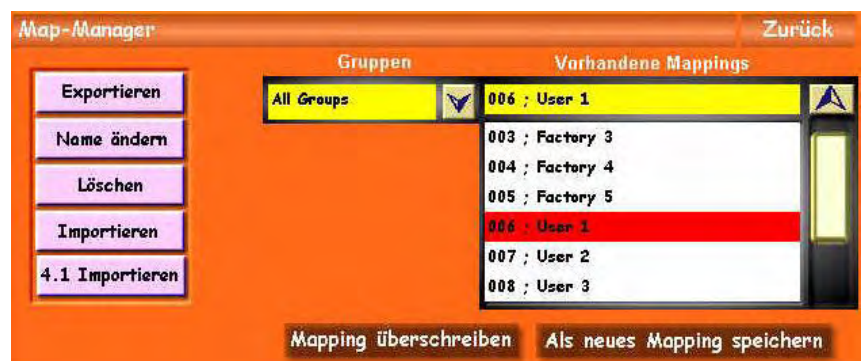 Map-Manager
Zurück
Gruppen
Vorhandene Mappings
Exportieren
Name ändern
Löschen
Importieren
4.1 Importieren
All Groups
006 ; User 1
003 ; Factory 3
004 ; Factory 4
005 ; Factory 5
006 ; User 1
007 ; User 2
008 ; User 3
Mapping überschreiben
Als neues Mapping speichern